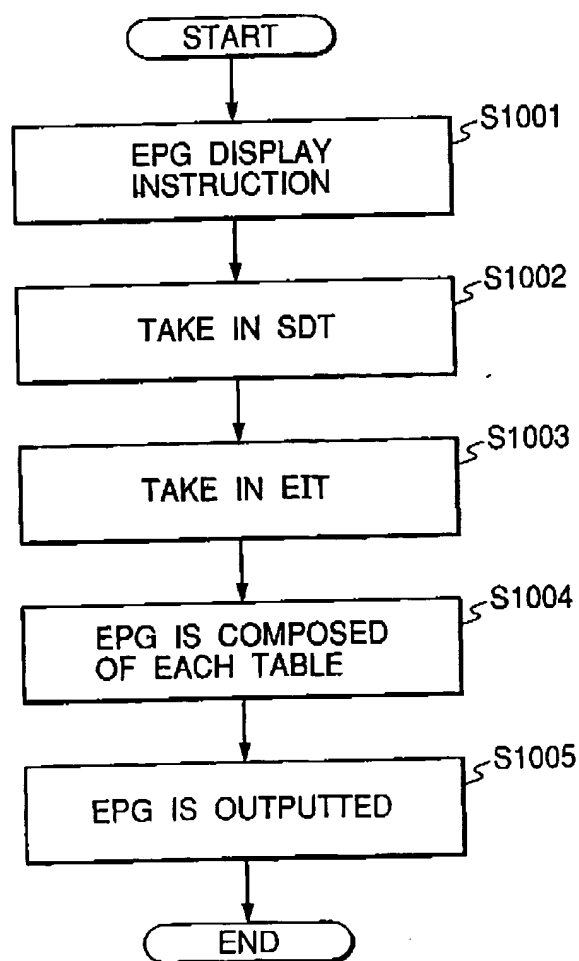 START
S1001
EPG DISPLAY
INSTRUCTION
S1002
TAKE IN SDT
S1003
TAKE IN EIT
S1004
EPG IS COMPOSED
OF EACH TABLE
S1005
EPG IS OUTPUTTED
END